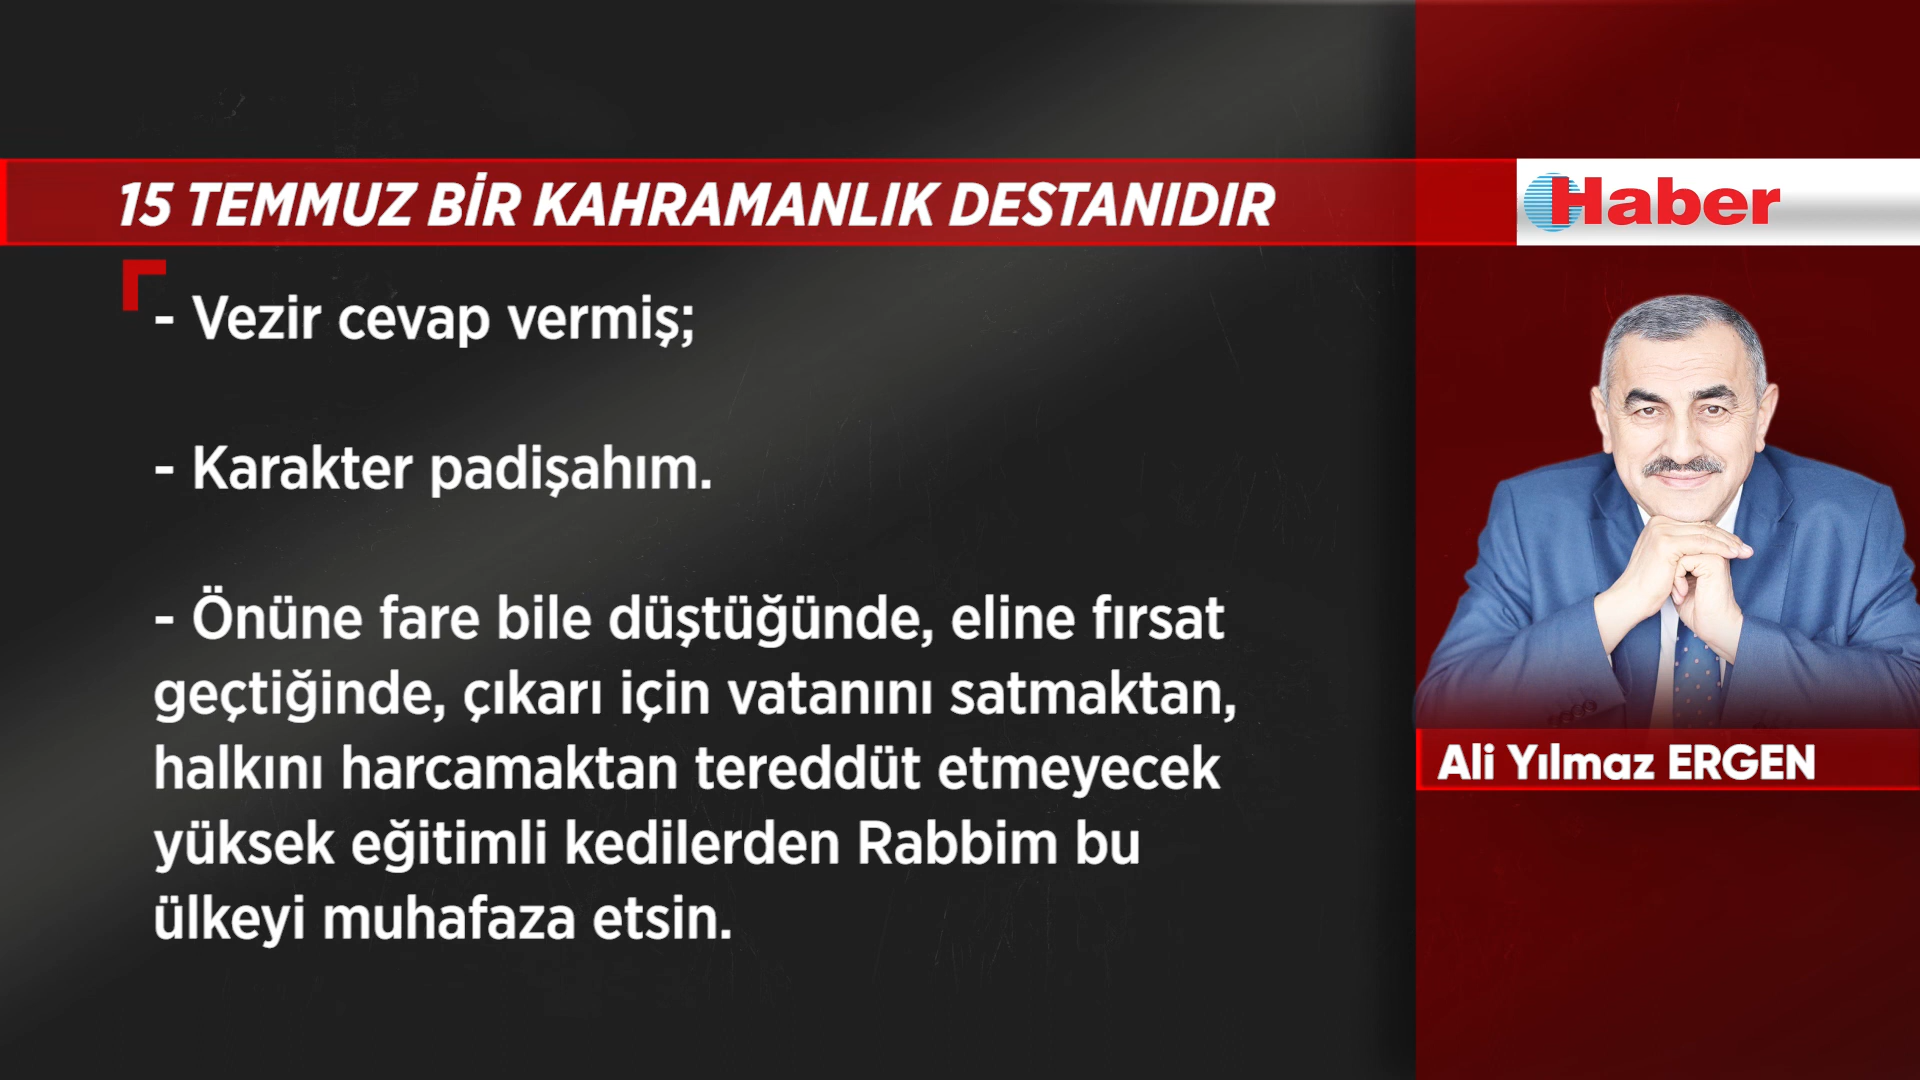 15 TEMMUZ BİR KAHRAMANLIK DESTANIDIR
Haber
- Vezir cevap vermiş;
- Karakter padişahım.
- Önüne fare bile düştüğünde, eline fırsat
geçtiğinde, çıkarı için vatanını satmaktan,
halkını harcamaktan tereddüt etmeyecek
yüksek eğitimli kedilerden Rabbim bu
ülkeyi muhafaza etsin.
Ali Yılmaz ERGEN